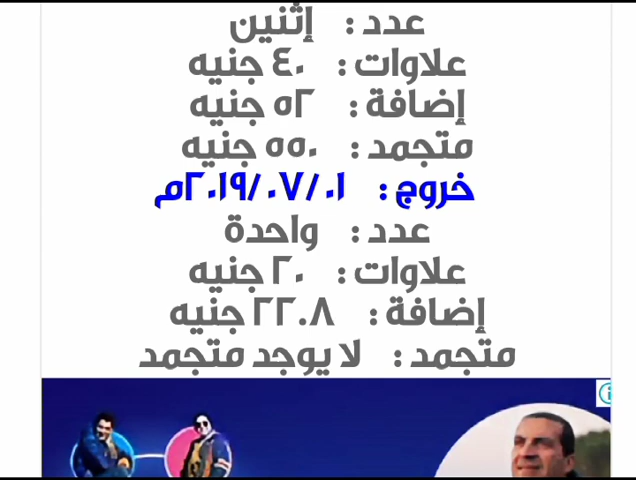 عدد : إثنين
علاوات : ٤٠ جنيه
إضافة : ٥٢ جنيه
متجمد : ٥٥٠ جنيه
خروج : ٢٠١٩/٠٧/٠١م
عدد : واحدة
علاوات : ٢٠ جنيه
إضافة : ٢٢.٨ جنيه
متجمد : لا يوجد متجمد